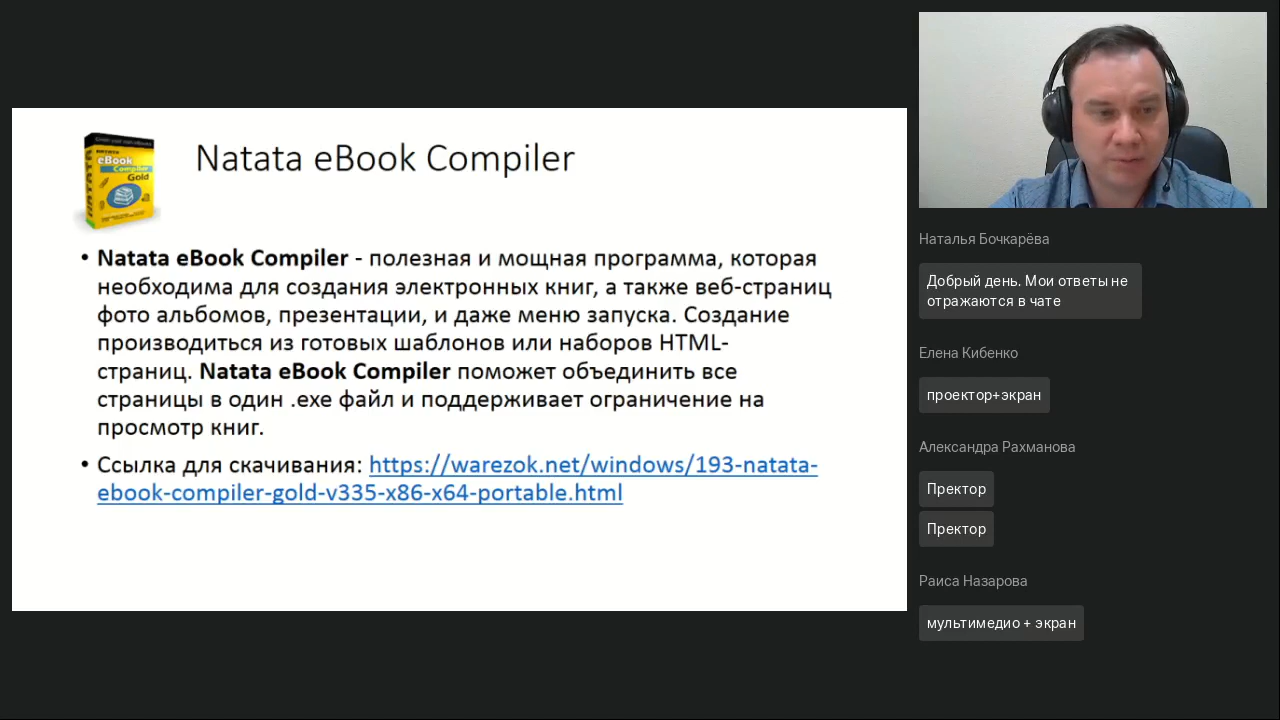 Natata eBook Compiler
NATATA
eBook
Compiler
Gold
• Natata eBook Compiler - полезная и мощная программа, которая
необходима для создания электронных книг, а также веб-страниц
фото альбомов, презентации, и даже меню запуска. Создание
производиться из готовых шаблонов или наборов HTML-
страниц. Natata eBook Compiler поможет объединить все
страницы в один .exe файл и поддерживает ограничение на
просмотр книг.
• Ссылка для скачивания: https://warezok.net/windows/193-natata-
ebook-compiler-gold-v335-x86-x64-portable.html
Наталья Бочкарёва
Добрый день. Мои ответы не
отражаются в чате
Елена Кибенко
проектор+экран
Александра Рахманова
Пректор
Пректор
Раиса Назарова
мультимедио + экран